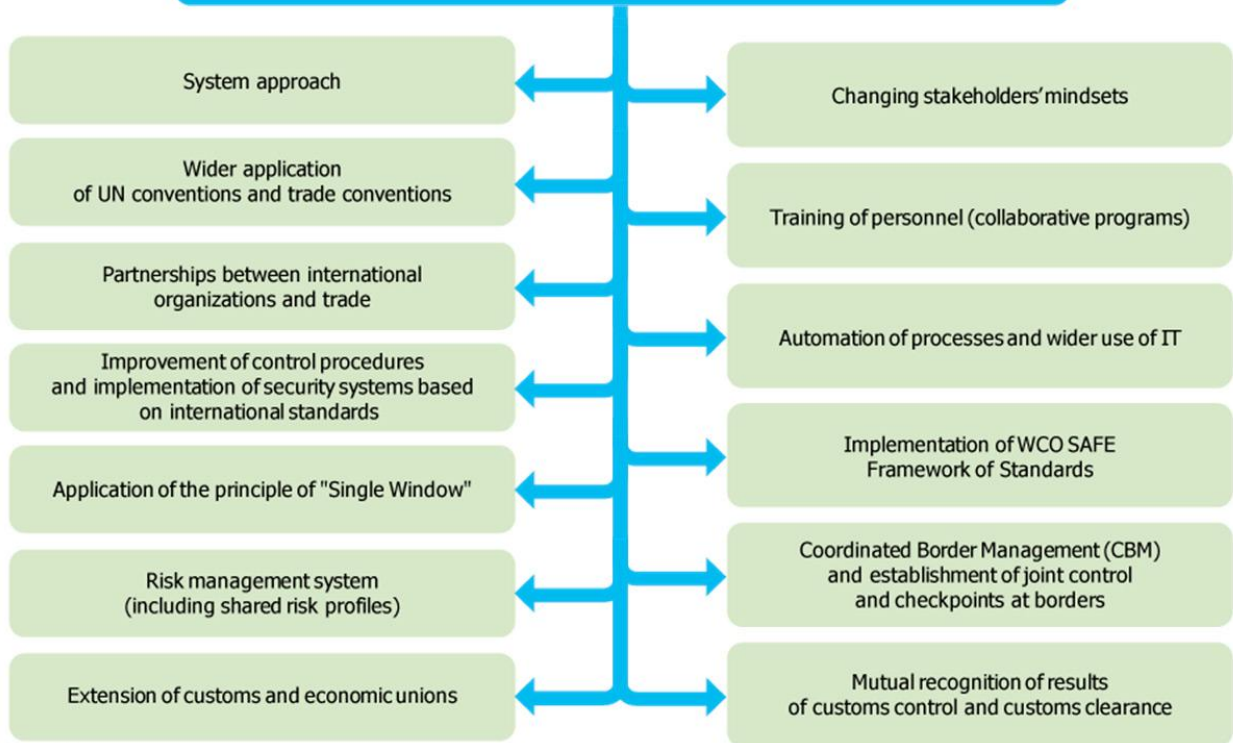 System approach
Wider application
of UN conventions and trade conventions
Partnerships between international
organizations and trade
Improvement of control procedures
and implementation of security systems based
on international standards
Application of the principle of "Single Window"
Risk management system
(including shared risk profiles)
Extension of customs and economic unions
Changing stakeholders' mindsets
Training of personnel (collaborative programs)
Automation of processes and wider use of IT
Implementation of WCO SAFE
Framework of Standards
Coordinated Border Management (CBM)
and establishment of joint control
and checkpoints at borders
Mutual recognition of results
of customs control and customs clearance